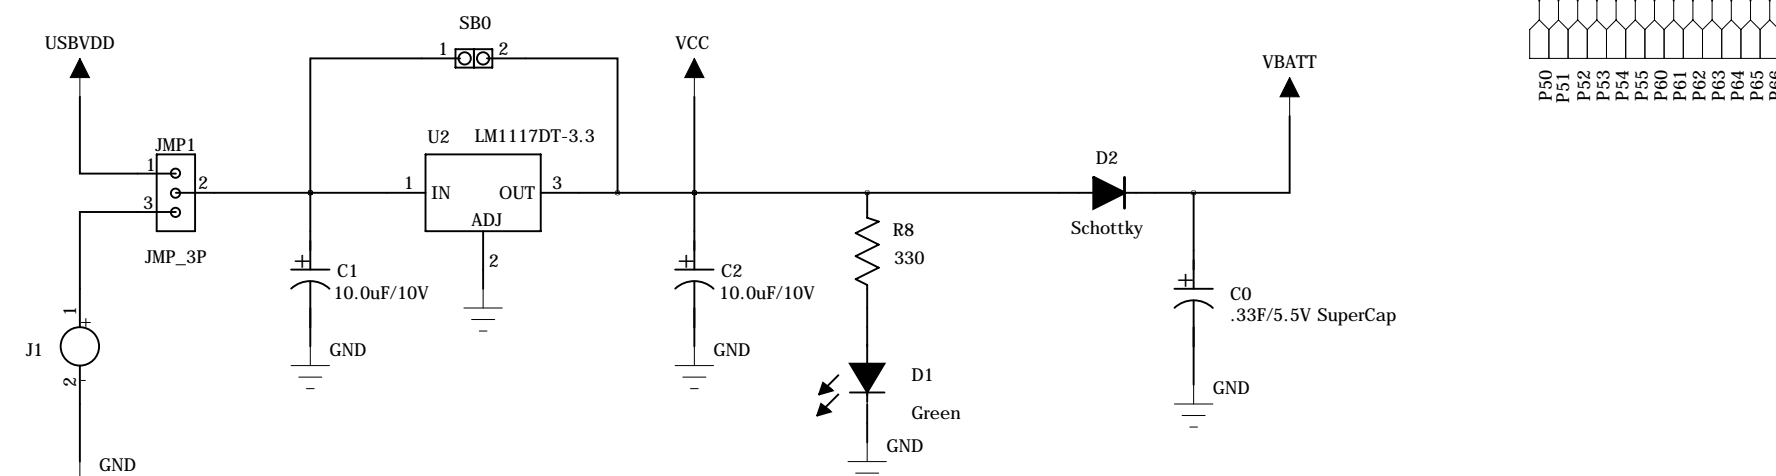 SB0
1 2
USBVDD
VCC
VBATT
P50
P51
P52
P53
P54
P55
P60
P61
P62
P63
P64
P65
P66
JMP1
1
2
3
JMP_3P
U2 LM1117DT-3.3
1 IN OUT 3
ADJ
2
D2
Schottky
R8
330
+ C1
10.0uF/10V
+ C2
10.0uF/10V
+ C0
.33F/5.5V SuperCap
1
+
J1
2 -
GND
GND
GND
D1
Green
GND
GND